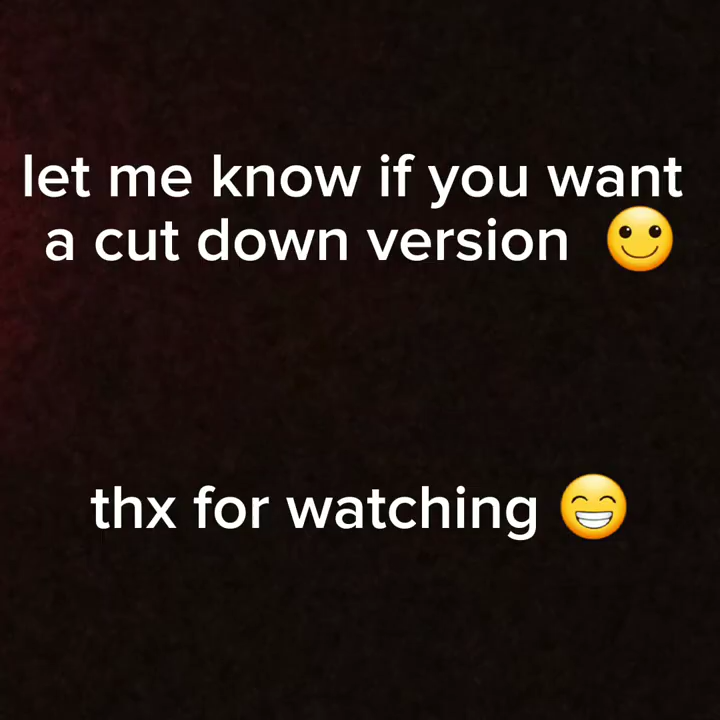 let me know if you want
a cut down version 🙂
thx for watching 😁